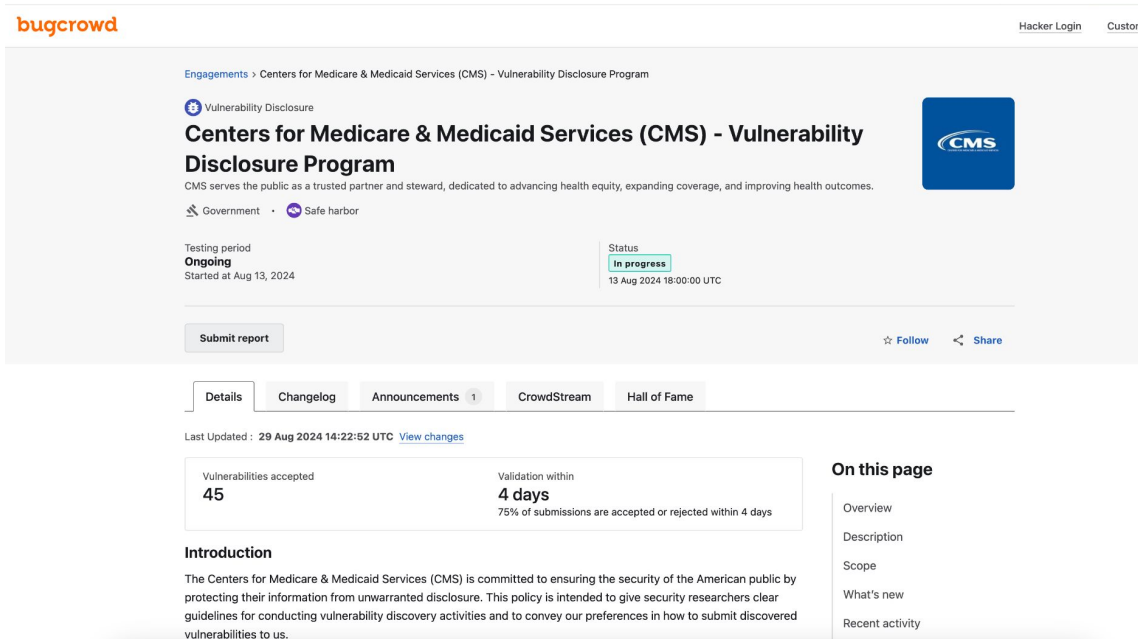 bugcrowd
Hacker Login
Engagements > Centers for Medicare & Medicaid Services (CMS) - Vulnerability Disclosure Program
Vulnerability Disclosure
Centers for Medicare & Medicaid Services (CMS) - Vulnerability
Disclosure Program
CMS
CMS serves the public as a trusted partner and steward, dedicated to advancing health equity, expanding coverage, and improving health outcomes.
Government • Safe harbor
Testing period
Ongoing
Started at Aug 13, 2024
Status
In progress
13 Aug 2024 18:00:00 UTC
Submit report
Follow
Share
Details
Changelog
Announcements 1
CrowdStream
Hall of Fame
Last Updated : 29 Aug 2024 14:22:52 UTC View changes
Vulnerabilities accepted
45
Validation within
4 days
75% of submissions are accepted or rejected within 4 days
Introduction
The Centers for Medicare & Medicaid Services (CMS) is committed to ensuring the security of the American public by
protecting their information from unwarranted disclosure. This policy is intended to give security researchers clear
guidelines for conducting vulnerability discovery activities and to convey our preferences in how to submit discovered
vulnerabilities to us.
On this page
Overview
Description
Scope
What's new
Recent activity